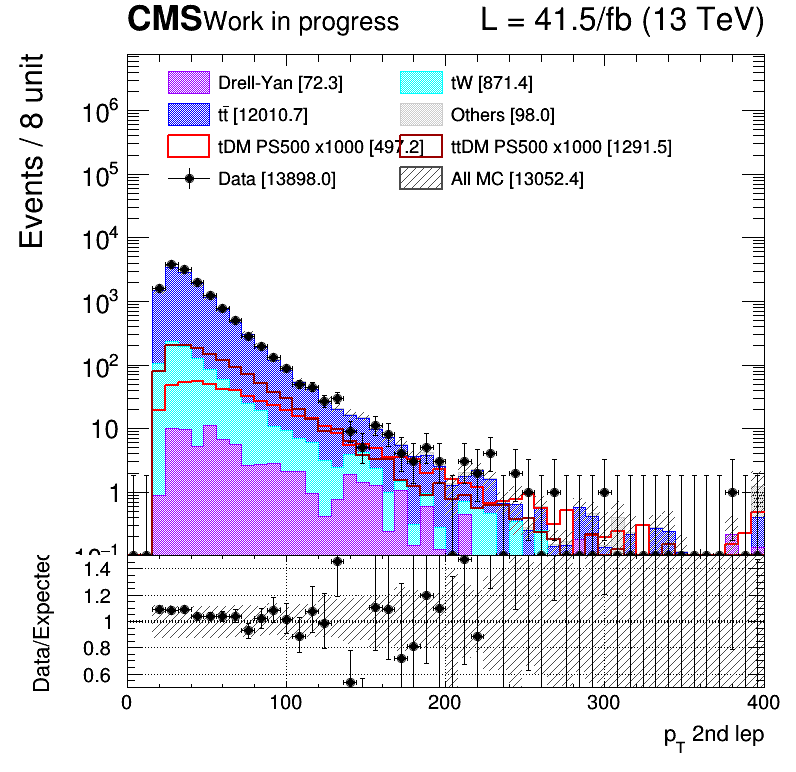 CMS Work in progress L = 41.5/fb (13 TeV)
Events / 8 unit
Drell-Yan [72.3] tW [871.4]
tt̄ [12010.7] Others [98.0]
tDM PS500 x1000 [497.2] ttDM PS500 x1000 [1291.5]
Data [13898.0] All MC [13052.4]
10⁶
10⁵
10⁴
10³
10²
10
1
10⁻¹
Data/Expected
1.4
1.2
1
0.8
0.6
0 100 200 300 400
p_T 2nd lep